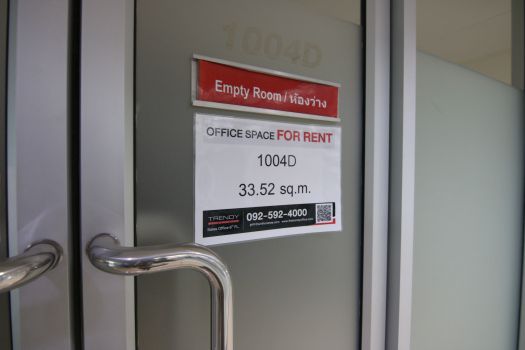 1004D
Empty Room / ห้องว่าง
OFFICE SPACE FOR RENT
1004D
33.52 sq.m.
TRENDY
092-592-4000